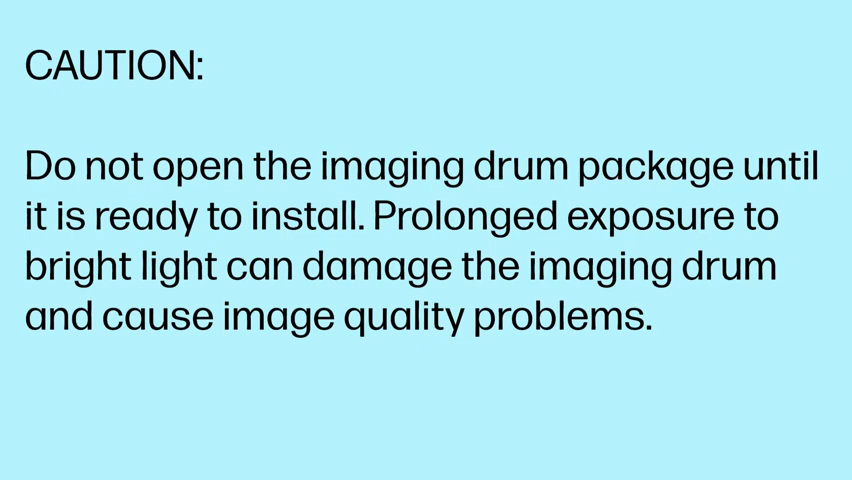 CAUTION:
Do not open the imaging drum package until
it is ready to install. Prolonged exposure to
bright light can damage the imaging drum
and cause image quality problems.